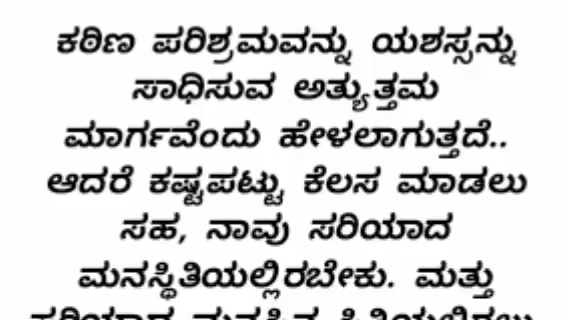 ಕಠಿಣ ಪರಿಶ್ರಮವನ್ನು ಯಶಸ್ಸನ್ನು
ಸಾಧಿಸುವ ಅತ್ಯುತ್ತಮ
ಮಾರ್ಗವೆಂದು ಹೇಳಲಾಗುತ್ತದೆ..
ಆದರೆ ಕಷ್ಟಪಟ್ಟು ಕೆಲಸ ಮಾಡಲು
ಸಹ, ನಾವು ಸರಿಯಾದ
ಮನಸ್ಥಿತಿಯಲ್ಲಿರಬೇಕು. ಮತ್ತು